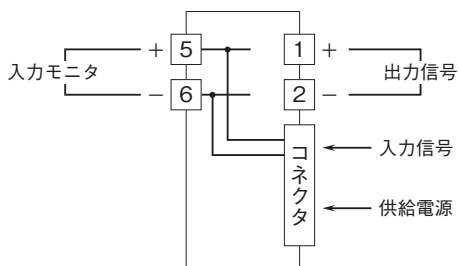 + 5 1 +
入力モニタ 出力信号
− 6 2 −
コネクタ
入力信号
供給電源